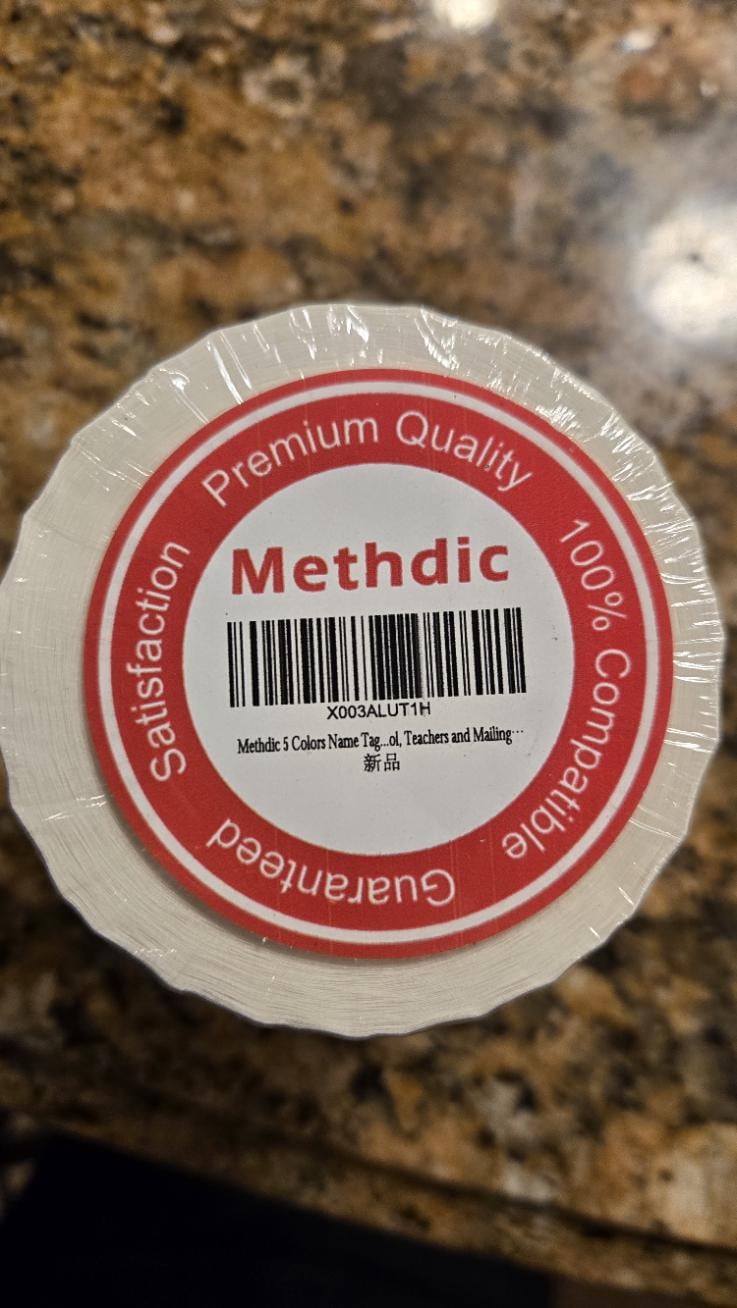 Premium Quality
100% Compatible
Guaranteed
Satisfaction
Methdic
X003ALUT1H
Methdic 5 Colors Name Tag...ol, Teachers and Mailing...
新品